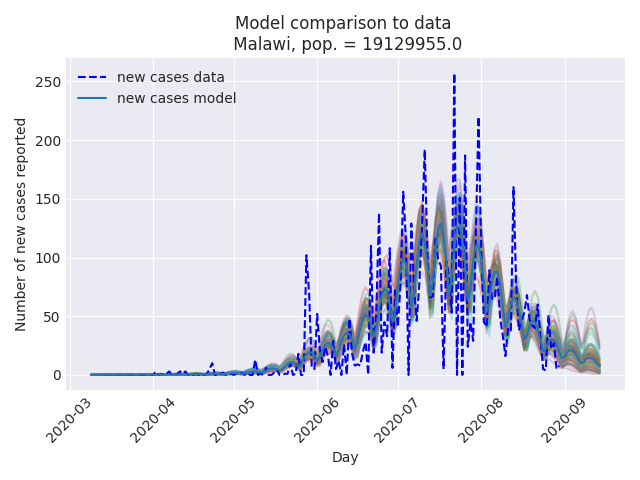 Model comparison to data
Malawi, pop. = 19129955.0
new cases data
new cases model
Number of new cases reported
250
200
150
100
50
0
2020-03
2020-04
2020-05
2020-06
2020-07
2020-08
2020-09
Day